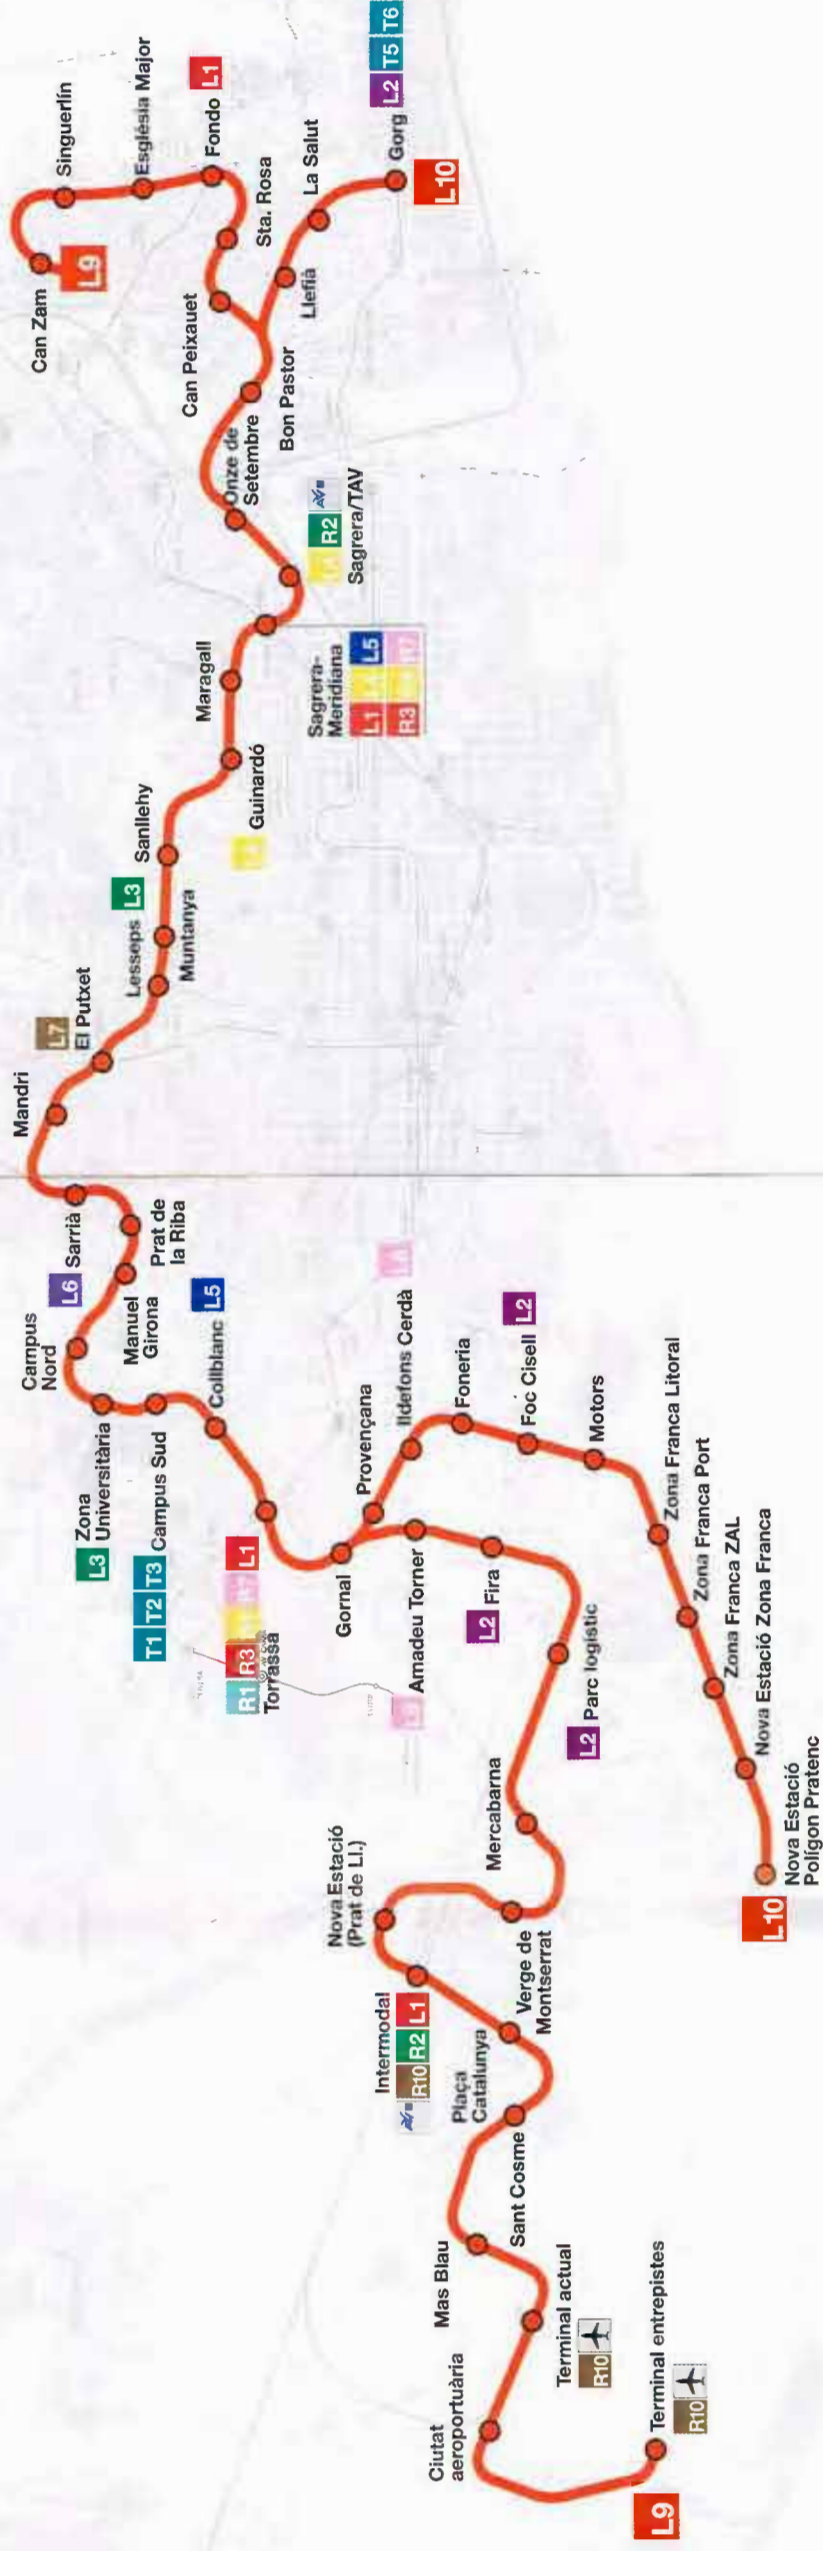 Can Zam
L9
Singuerlín
Església Major
Fondo
L1
Sta. Rosa
Can Peixauet
La Salut
Gorg
L2 T5 T6
L10
Llefià
Bon Pastor
Onze de
Setembre
R2
Sagrera/TAV
Sagrera-
Meridiana
L1 L4 L5
R3 R7
Maragall
Guinardó
L4
Sanllehy
Muntanya
Lesseps
L3
El Putxet
L7
Mandri
Sarrià
L6
Prat de
la Riba
Manuel
Girona
Campus
Nord
Zona
Universitària
L3
Campus Sud
T1 T2 T3
Collblanc
L5
Torrassa
R1 R3 L1
Gornal
Provençana
Ildefons Cerdà
L8
Foneria
Foc Cisell
L2
Motors
Zona Franca Litoral
Zona Franca Port
Zona Franca ZAL
Nova Estació Zona Franca
Nova Estació
Polígon Pratenc
L10
Amadeu Torner
L8
Fira
L2
Parc logístic
L2
Mercabarna
Nova Estació
(Prat de Ll.)
Intermodal
R10 R2 L1
Verge de
Montserrat
Plaça
Catalunya
Sant Cosme
Mas Blau
Terminal actual
R10
Ciutat
aeroportuària
Terminal entrepistes
R10
L9